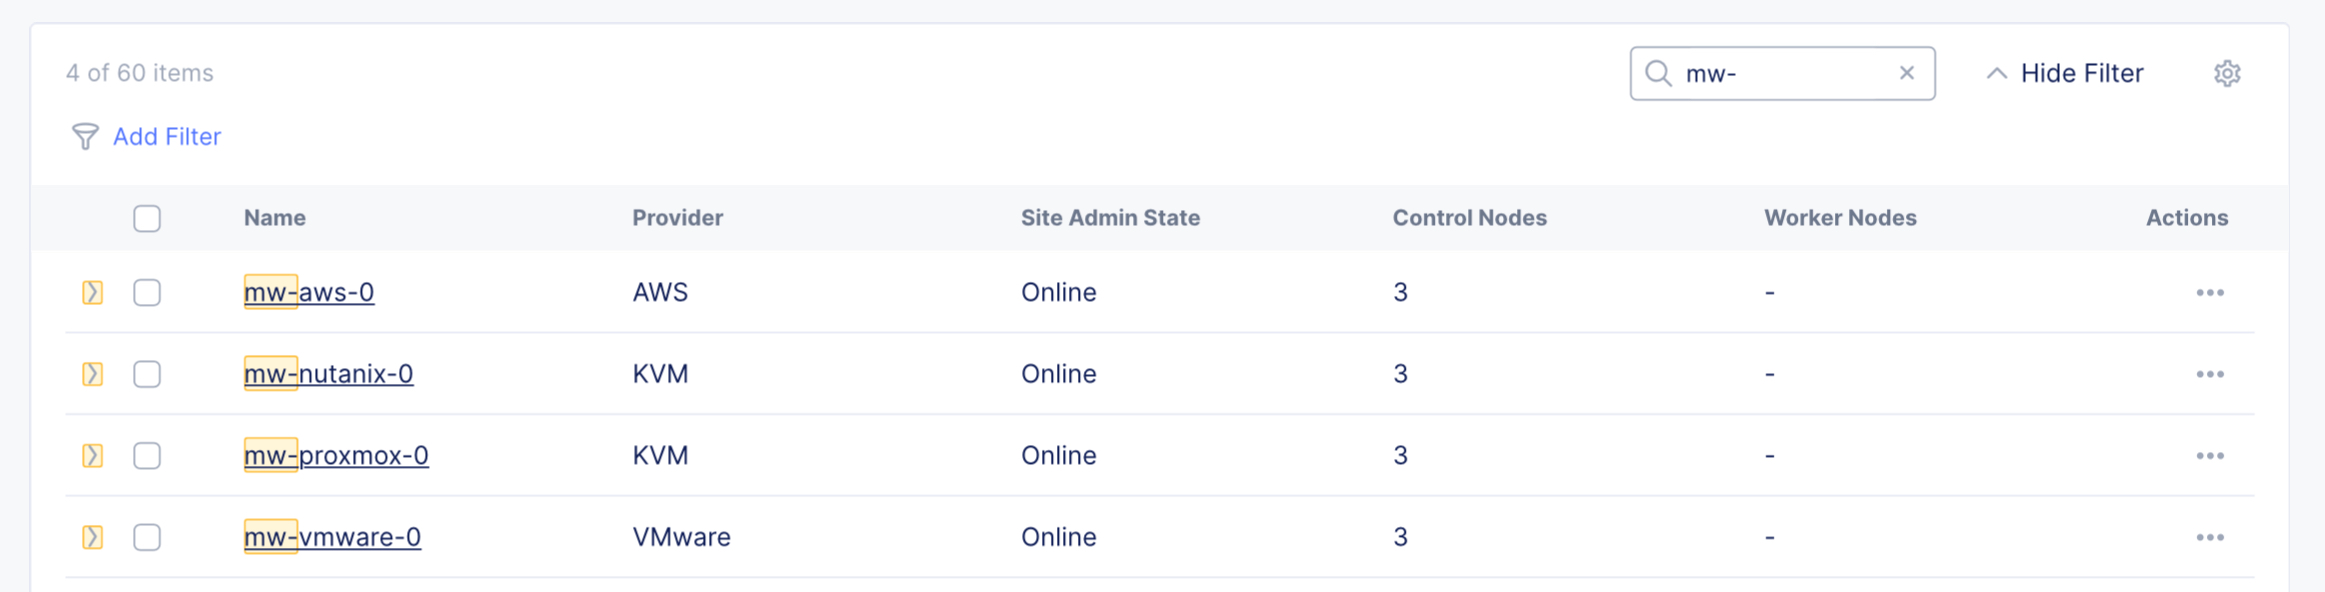 4 of 60 items
mw-
Hide Filter
Add Filter
Name Provider Site Admin State Control Nodes Worker Nodes Actions
mw-aws-0 AWS Online 3 -
mw-nutanix-0 KVM Online 3 -
mw-proxmox-0 KVM Online 3 -
mw-vmware-0 VMware Online 3 -